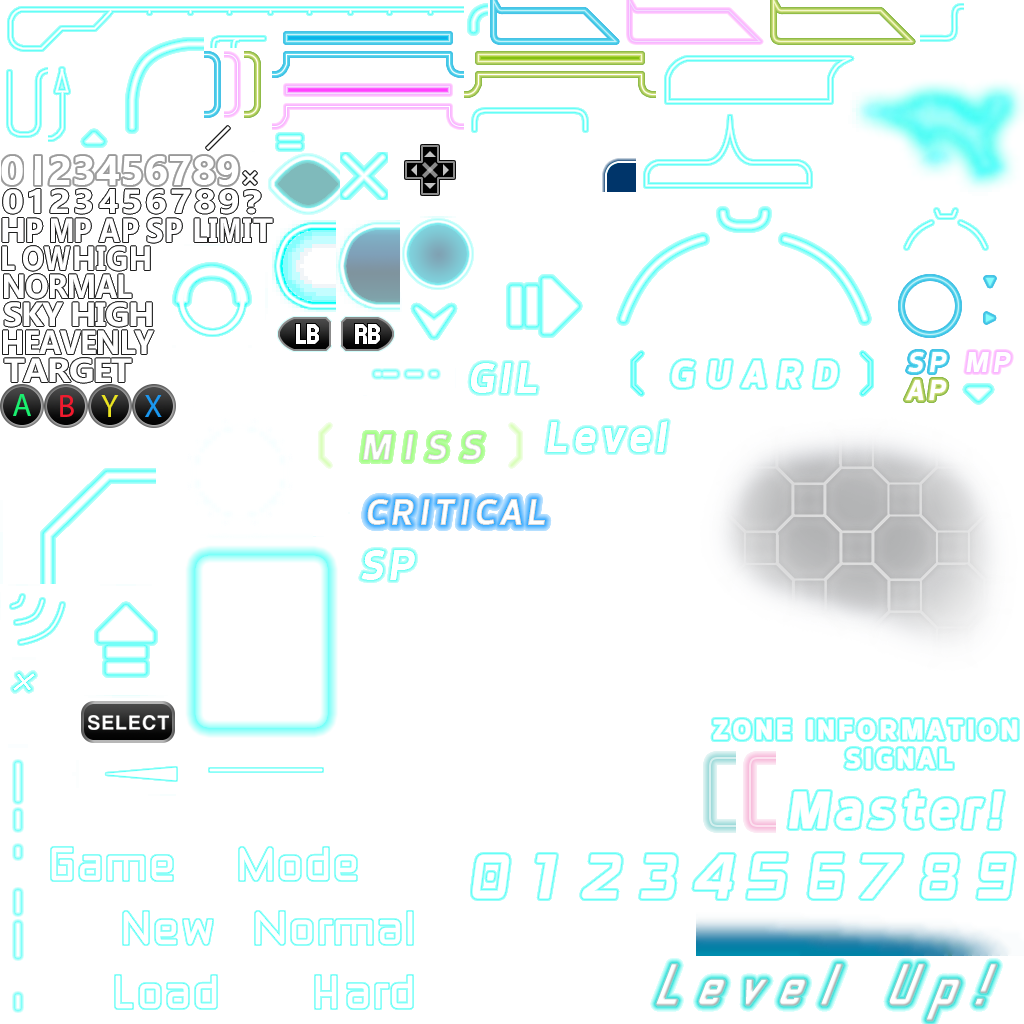 0123456789×
0123456789?
HP MP AP SP LIMIT
LOWHIGH
NORMAL
SKY HIGH
HEAVENLY
TARGET
A B Y X
LB RB
GIL
GUARD
SP MP
AP
MISS
Level
CRITICAL
SP
SELECT
ZONE INFORMATION
SIGNAL
Master!
Game Mode
0123456789
New Normal
Load Hard
Level Up!